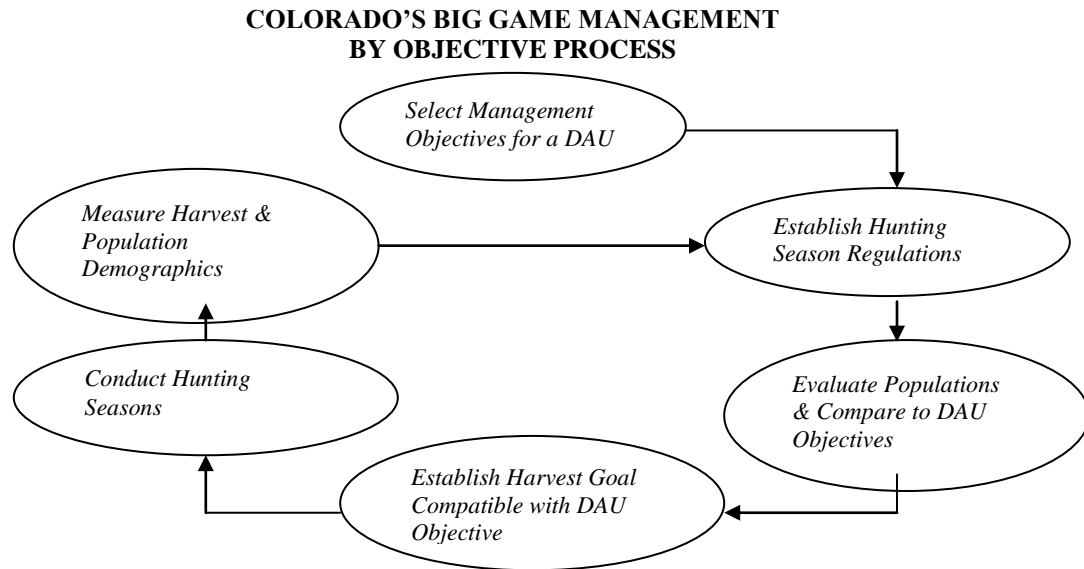 COLORADO’S BIG GAME MANAGEMENT
BY OBJECTIVE PROCESS
Select Management
Objectives for a DAU
Measure Harvest &
Population
Demographics
Establish Hunting
Season Regulations
Conduct Hunting
Seasons
Evaluate Populations
& Compare to DAU
Objectives
Establish Harvest Goal
Compatible with DAU
Objective